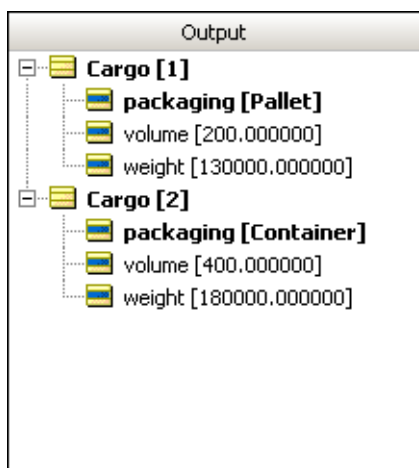 Output
Cargo [1]
packaging [Pallet]
volume [200.000000]
weight [130000.000000]
Cargo [2]
packaging [Container]
volume [400.000000]
weight [180000.000000]